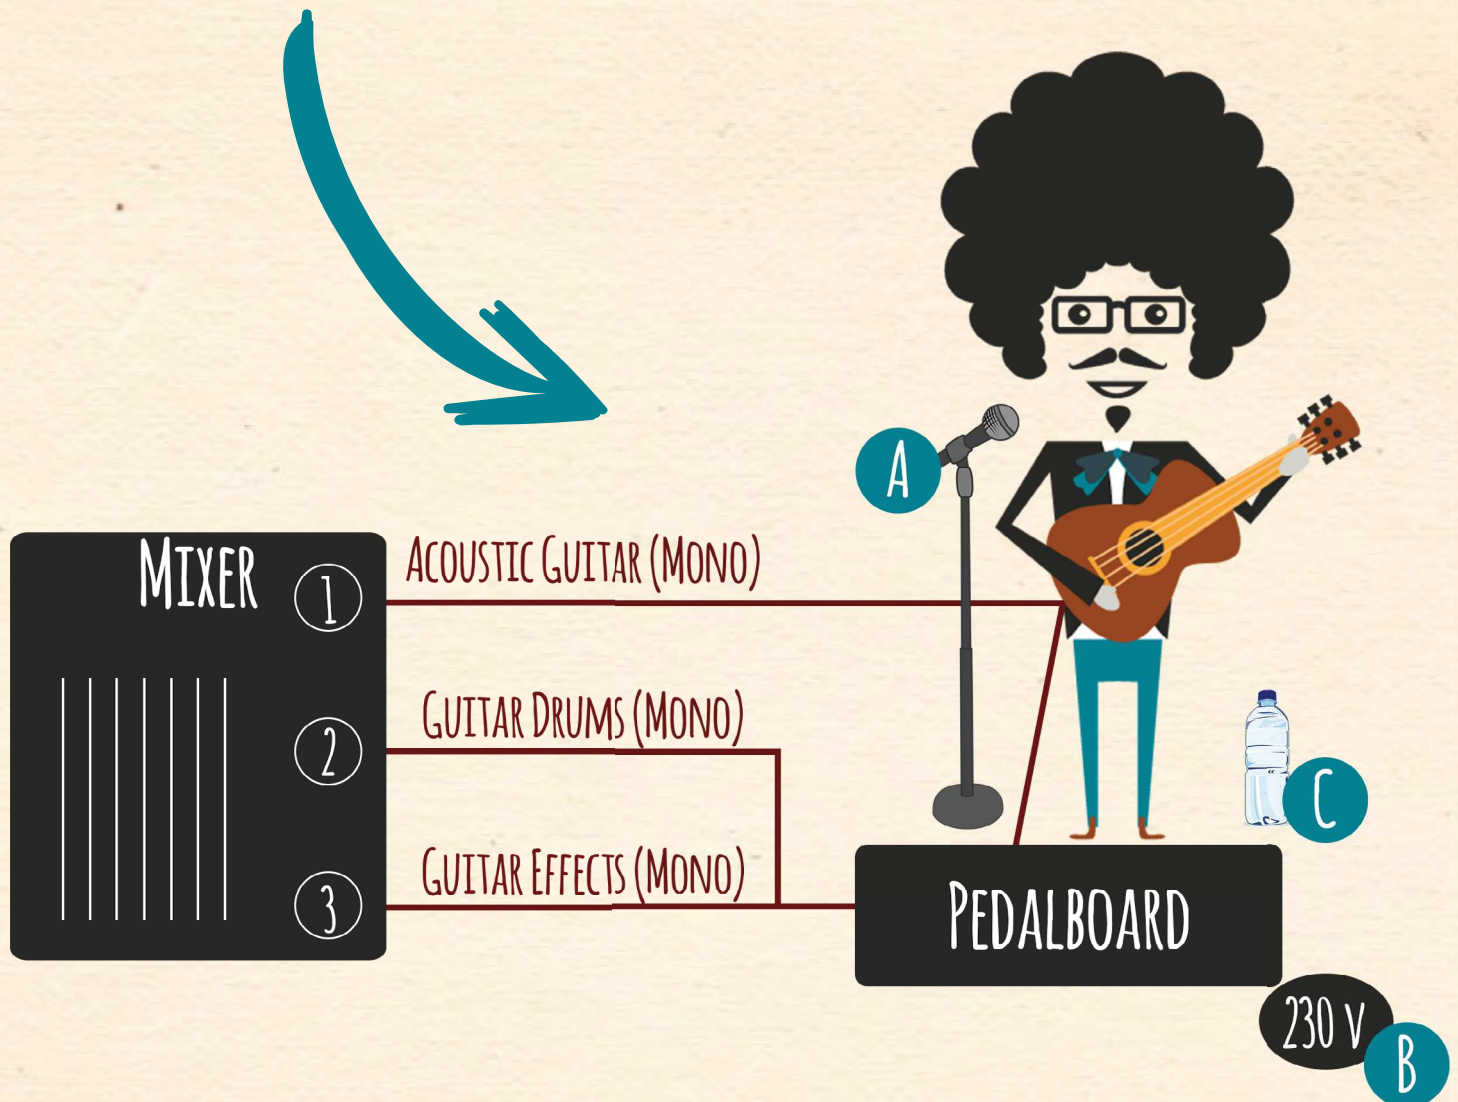 A
Mixer
1
Acoustic Guitar (Mono)
2
Guitar Drums (Mono)
C
3
Guitar Effects (Mono)
Pedalboard
230 V
B